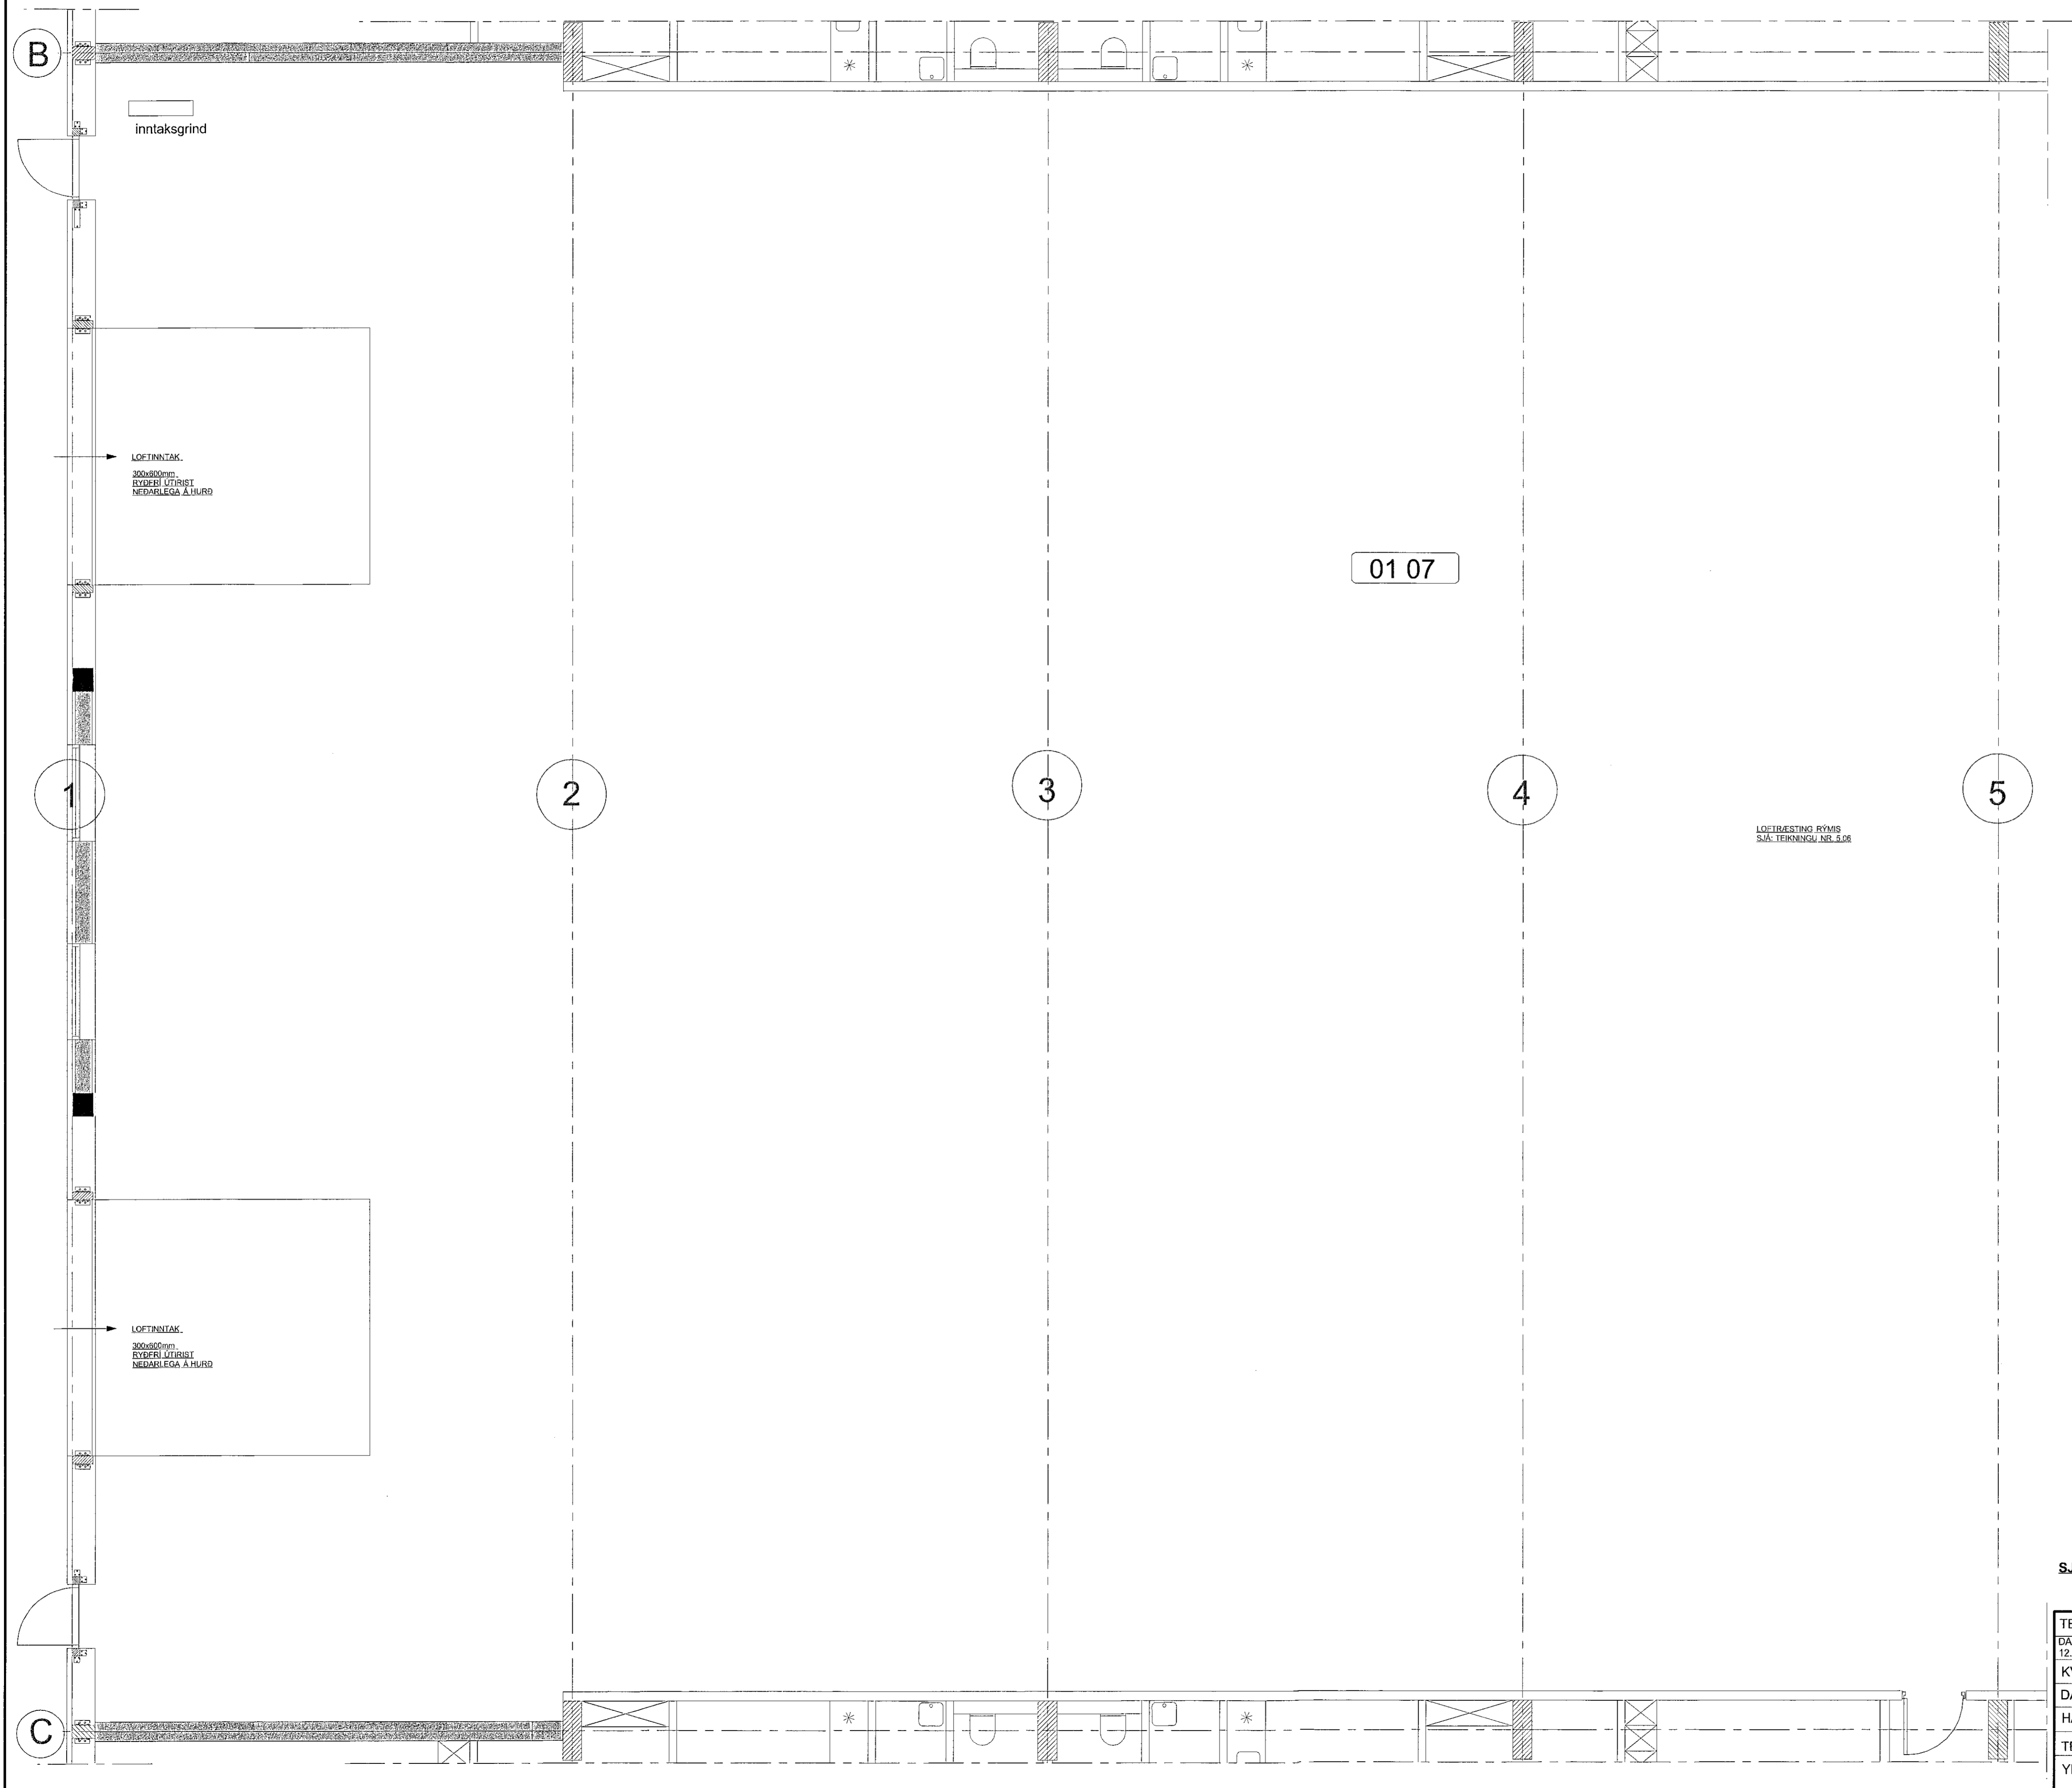 B
inntaksgrind
LOFTINNTAK
300x600mm
RYÐFRÍ ÚTIRIST
NEÐARLEGA Á HURÐ
01 07
1
2
3
4
5
LOFTRÆSTING RÝMIS
SJÁ: TEIKNINGU NR. 5.06
LOFTINNTAK
300x600mm
RYÐFRÍ ÚTIRIST
NEÐARLEGA Á HURÐ
C
12.